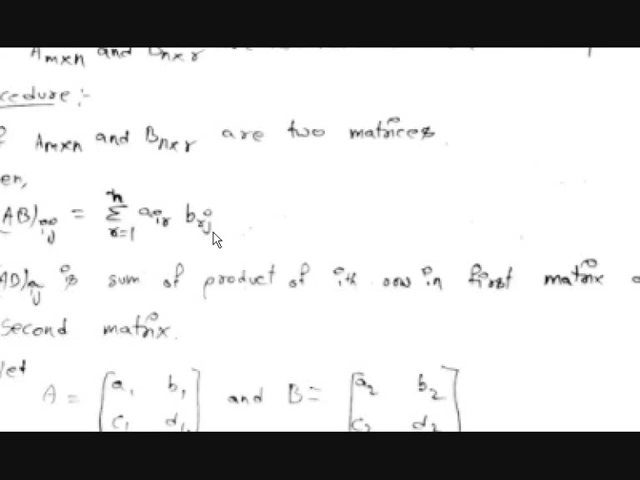 Amxn and Bnxr
cedure :-
f Amxn and Bnxr are two matrices
en,
(AB)ij = n Σ r=1 air brj
AB)ij is sum of product of ith row in first matrix
second matrix.
let
A = [a1 b1 and B = [a2 b2
c1 d1 c2 d2